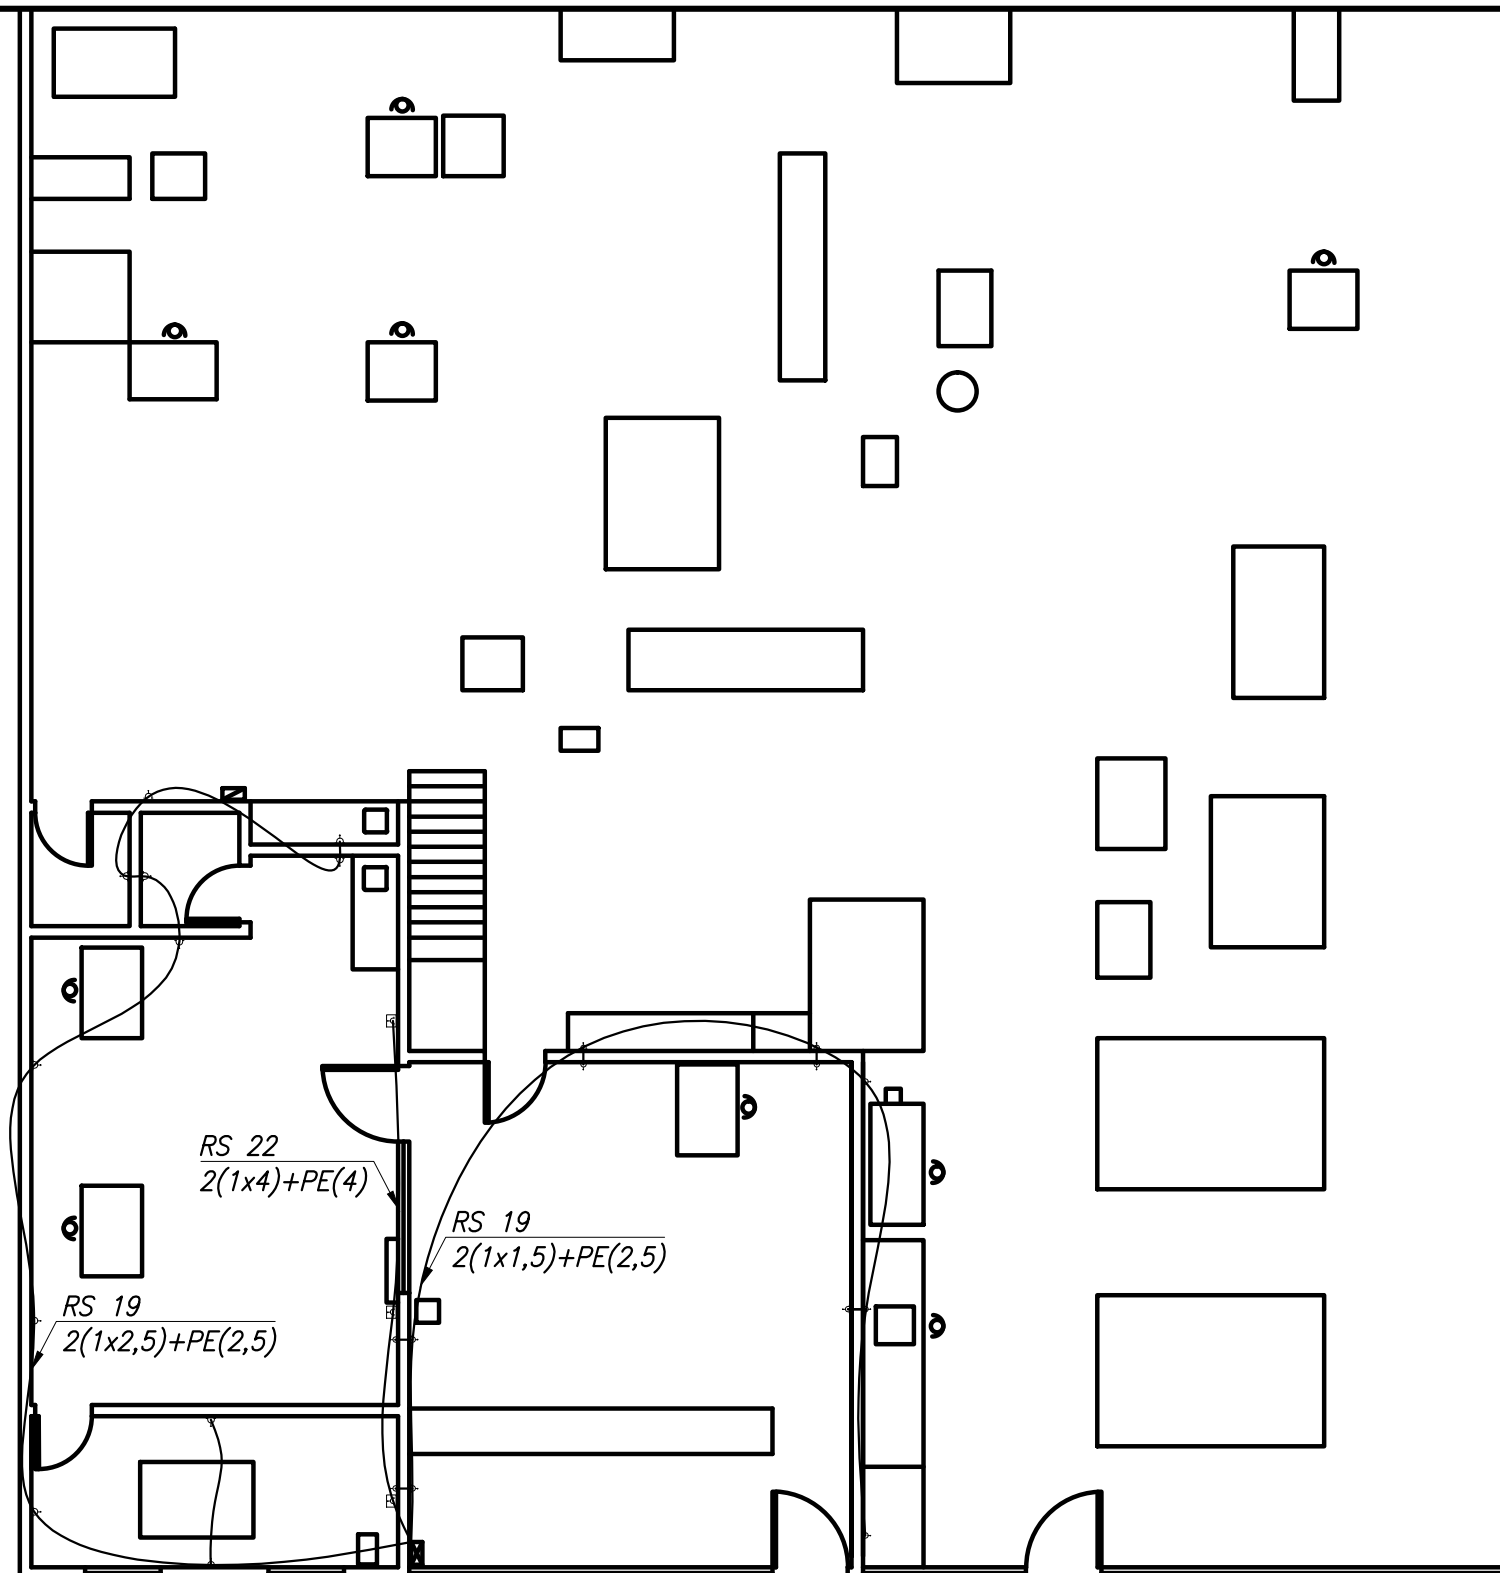 RS 22
2(1x4)+PE(4)
RS 19
2(1x1,5)+PE(2,5)
RS 19
2(1x2,5)+PE(2,5)